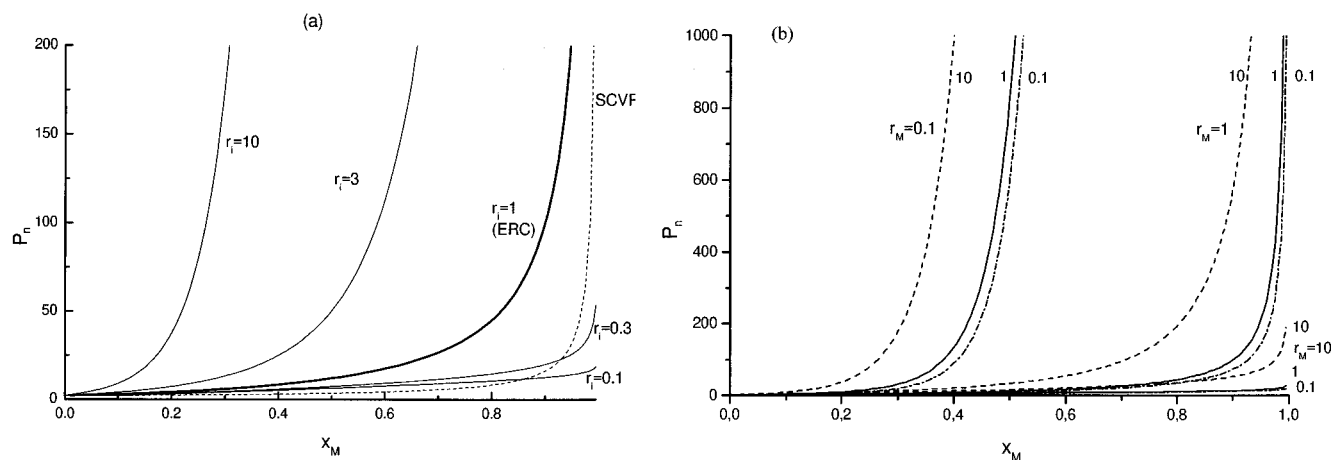 (a)
200
150
100
50
0
P_n
0.0 0.2 0.4 0.6 0.8
X_M
r_i=10
r_i=3
r_i=1
(ERC)
SCVF
r_i=0.3
r_i=0.1
(b)
1000
800
600
400
200
0
P_n
0,0 0,2 0,4 0,6 0,8 1,0
X_M
10 1 0.1
r_M=0.1
10 1 0.1
r_M=1
10
r_M=10
1
0.1